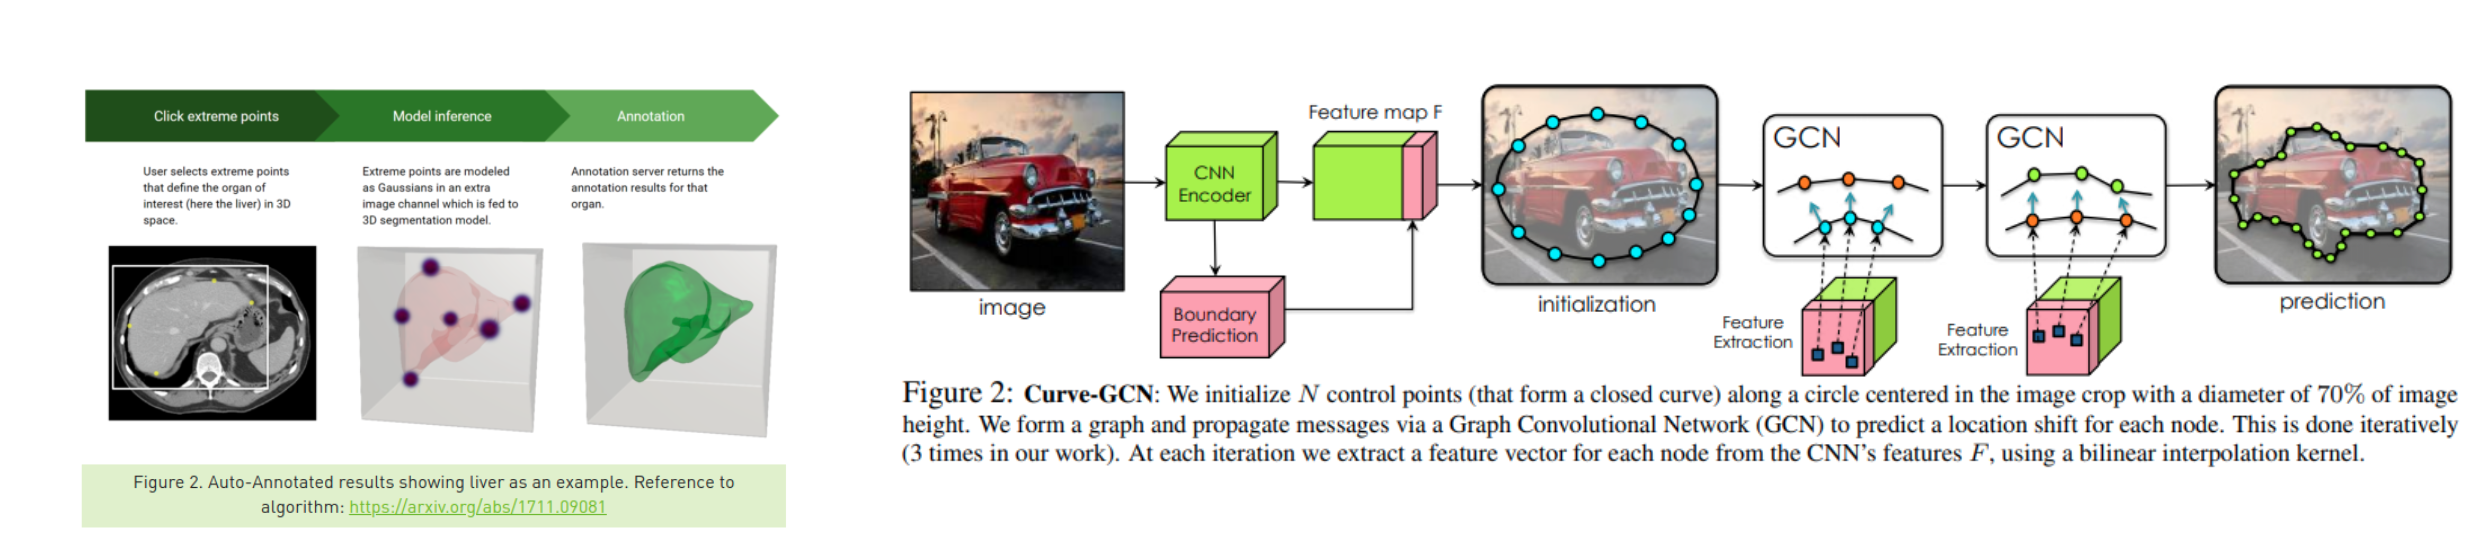 Click extreme points
Model inference
Annotation
User selects extreme points
that define the organ of
interest (here the liver) in 3D
space.
Extreme points are modeled
as Gaussians in an extra
image channel which is fed to
3D segmentation model.
Annotation server returns the
annotation results for that
organ.
Figure 2. Auto-Annotated results showing liver as an example. Reference to
algorithm: https://arxiv.org/abs/1711.09081
image
CNN
Encoder
Boundary
Prediction
Feature map F
initialization
GCN
Feature
Extraction
GCN
Feature
Extraction
prediction
Figure 2: Curve-GCN: We initialize N control points (that form a closed curve) along a circle centered in the image crop with a diameter of 70% of image
height. We form a graph and propagate messages via a Graph Convolutional Network (GCN) to predict a location shift for each node. This is done iteratively
(3 times in our work). At each iteration we extract a feature vector for each node from the CNN's features F, using a bilinear interpolation kernel.